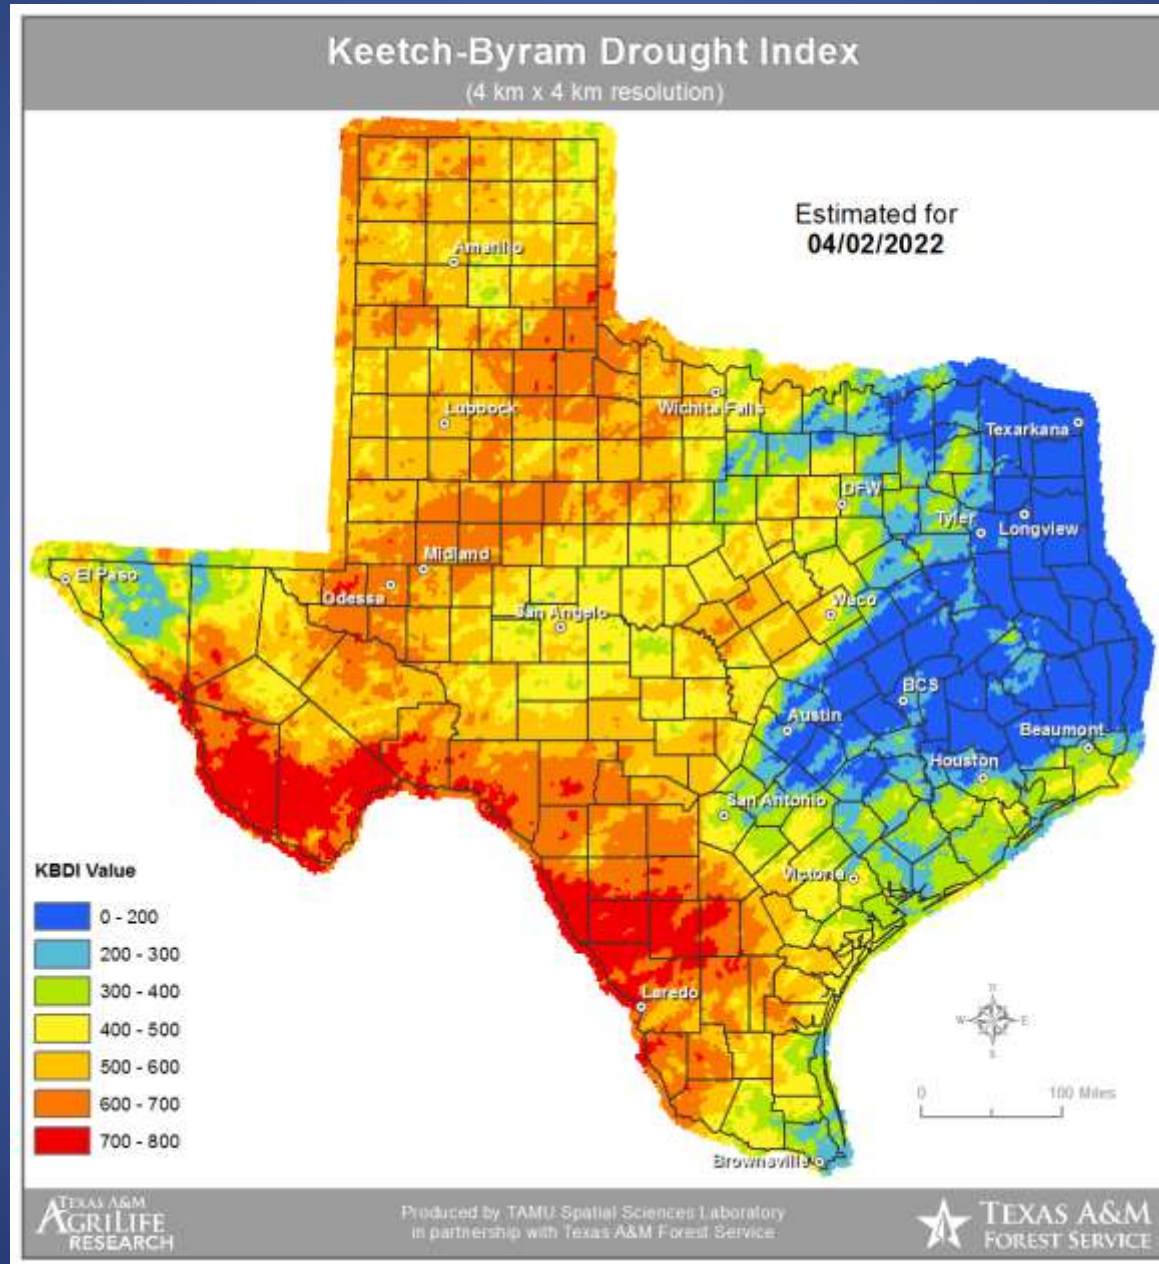 Keetch-Byram Drought Index
(4 km x 4 km resolution)
Estimated for
04/02/2022
Amarillo
Lubbock
Wichita Falls
Texarkana
DFW
Tyler
Longview
Midland
El Paso
Odessa
San Angelo
Waco
BCS
Austin
Beaumont
Houston
San Antonio
Victoria
Laredo
Brownsville
KBDI Value
0 - 200
200 - 300
300 - 400
400 - 500
500 - 600
600 - 700
700 - 800
N
W E
S
0 100 Miles
TEXAS A&M
AGRILIFE
RESEARCH
Produced by TAMU Spatial Sciences Laboratory
in partnership with Texas A&M Forest Service
TEXAS A&M
FOREST SERVICE